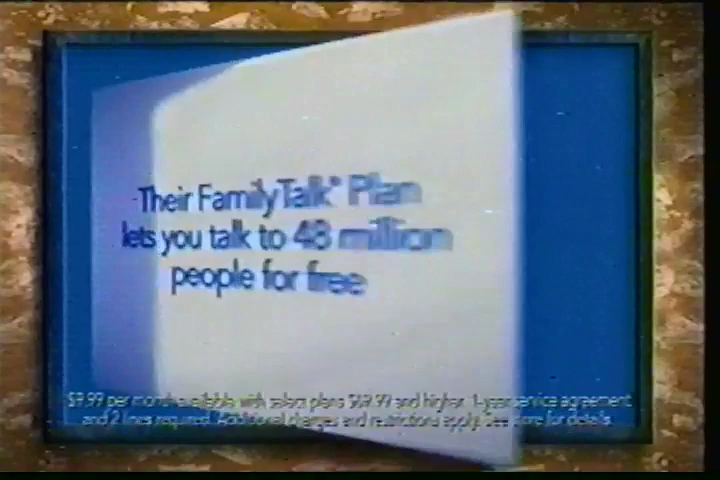 Their FamilyTalk® Plan
lets you talk to 48 million
people for free
$9.99 per month available with select plans $69.99 and higher. 1-year service agreement
and 2 lines required. Additional charges and restrictions apply. See store for details.